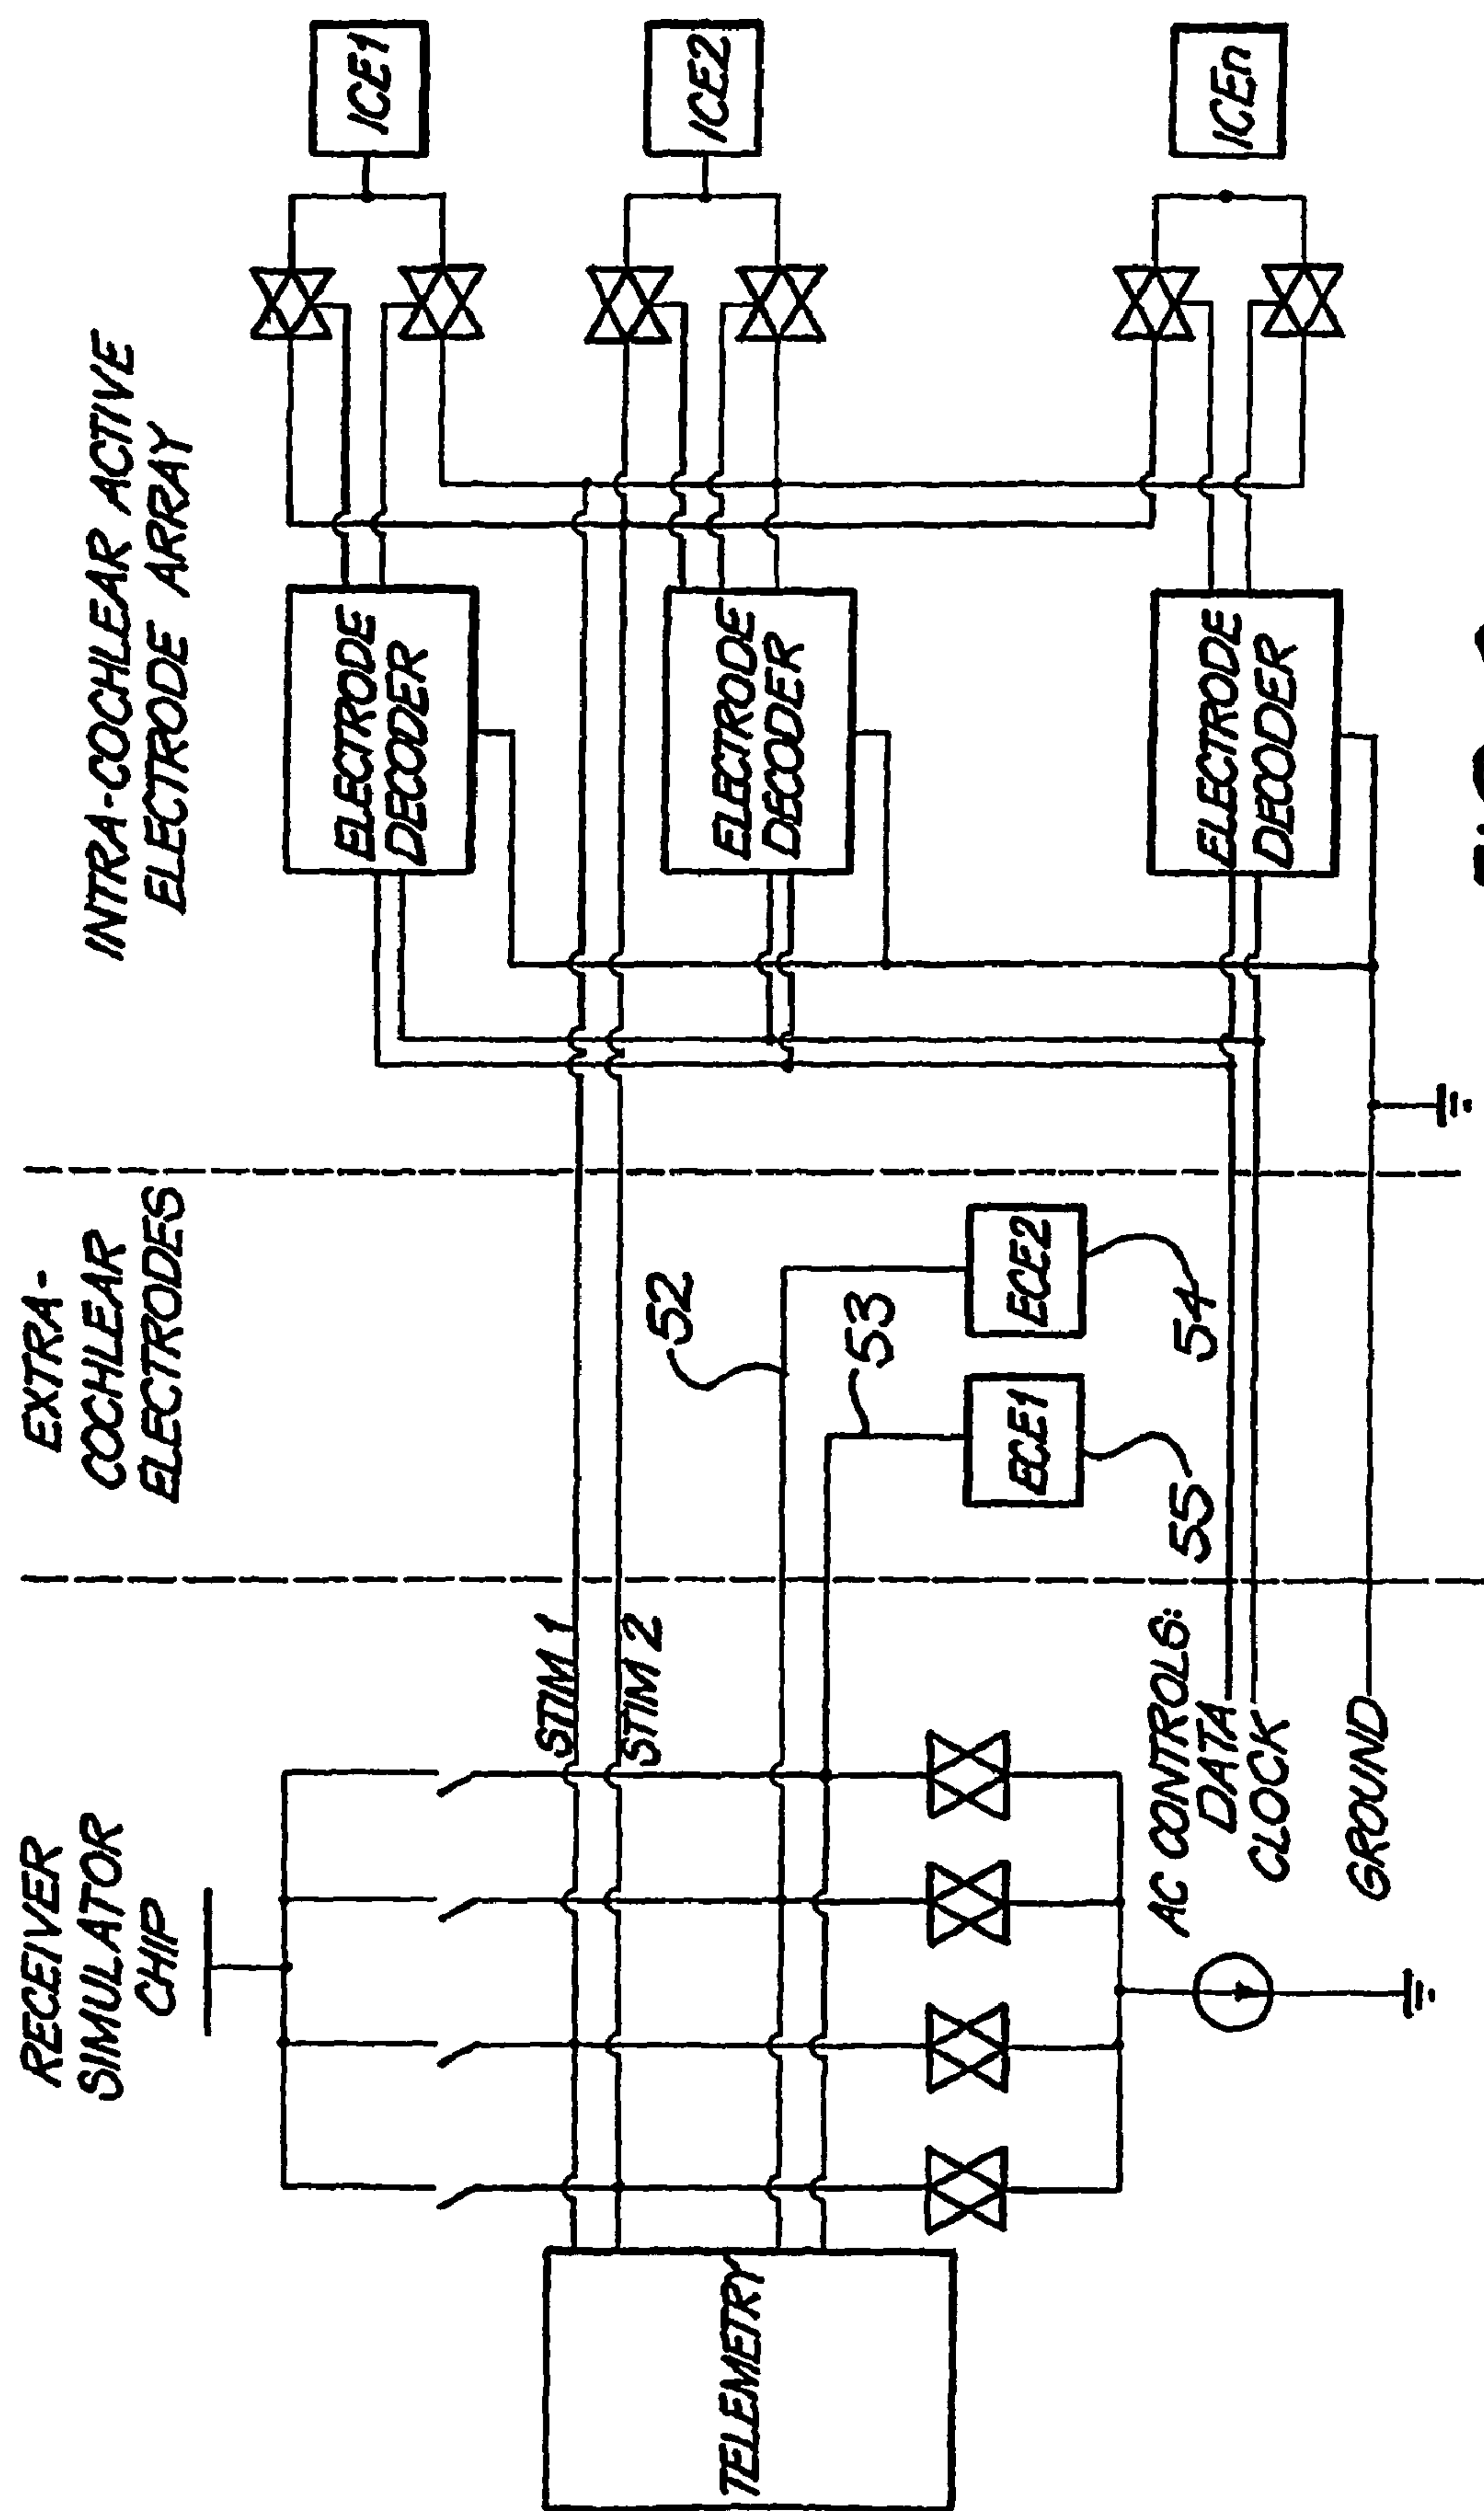 RECEIVER
SIMULATOR
CHIP
EXTRA-
COCHLEAR
ELECTRODES
INTRA-COCHLEAR ACTIVE
ELECTRODE ARRAY
TELEMETRY
STIM 1
STIM 2
52
53
ECE1
ECE2
55
54
AC CONTROLS:
DATA
CLOCK
GROUND
ELECTRODE
DECODER
ELECTRODE
DECODER
ELECTRODE
DECODER
ICE1
ICE2
ICEn